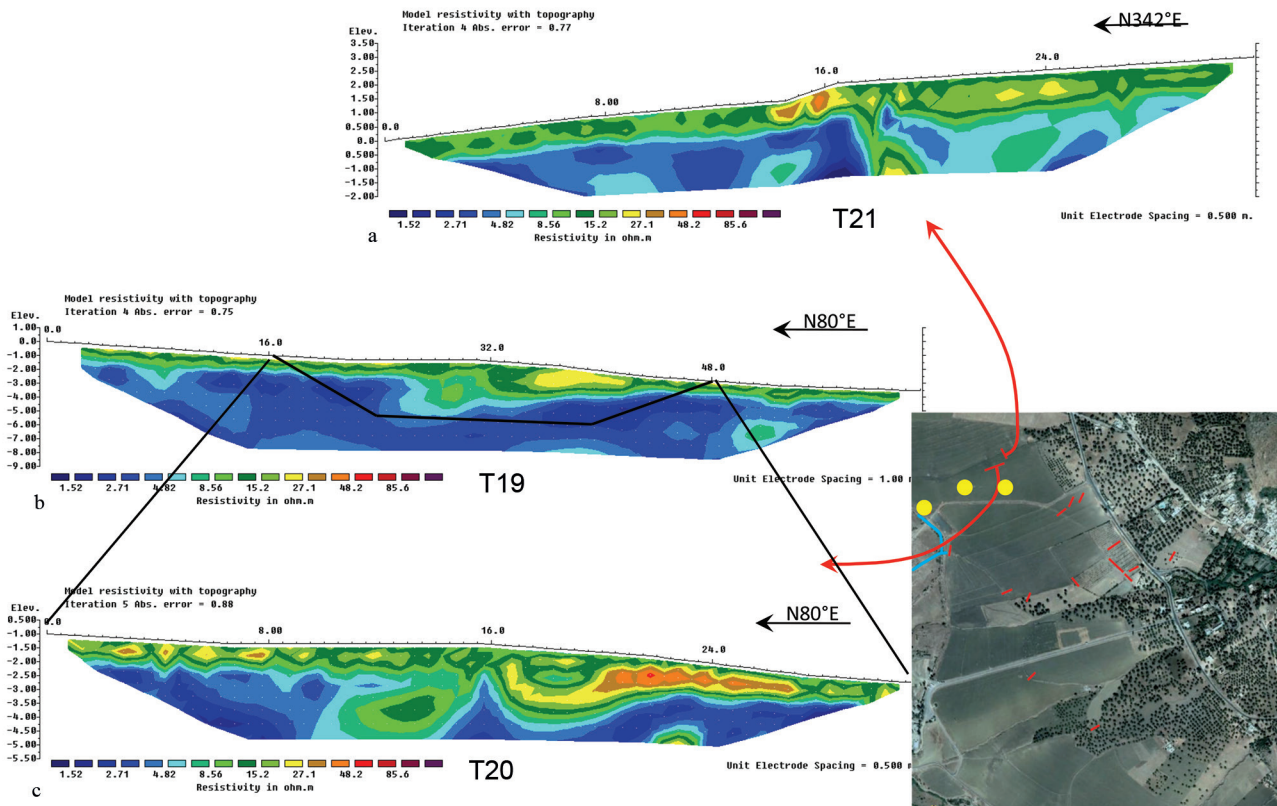 Model resistivity with topography
Iteration 4 Abs. error = 0.77
N342°E
Elev.
3.50
3.00
2.50
2.00
1.50
1.00
0.500
0.00
-0.500
-1.00
-1.50
-2.00
0.0
8.00
16.0
24.0
1.52 2.71 4.82 8.56 15.2 27.1 48.2 85.6
Resistivity in ohm.m
T21
Unit Electrode Spacing = 0.500 m.
a
Model resistivity with topography
Iteration 4 Abs. error = 0.75
N80°E
Elev.
1.00
0.0
-1.00
-2.00
-3.00
-4.00
-5.00
-6.00
-7.00
-8.00
-9.00
0.0
16.0
32.0
48.0
1.52 2.71 4.82 8.56 15.2 27.1 48.2 85.6
Resistivity in ohm.m
T19
Unit Electrode Spacing = 1.00 m
b
Model resistivity with topography
Iteration 5 Abs. error = 0.88
N80°E
Elev.
0.500
-1.00
-1.50
-2.00
-2.50
-3.00
-3.50
-4.00
-4.50
-5.00
-5.50
0.0
8.00
16.0
24.0
1.52 2.71 4.82 8.56 15.2 27.1 48.2 85.6
Resistivity in ohm.m
T20
Unit Electrode Spacing = 0.500 m.
c